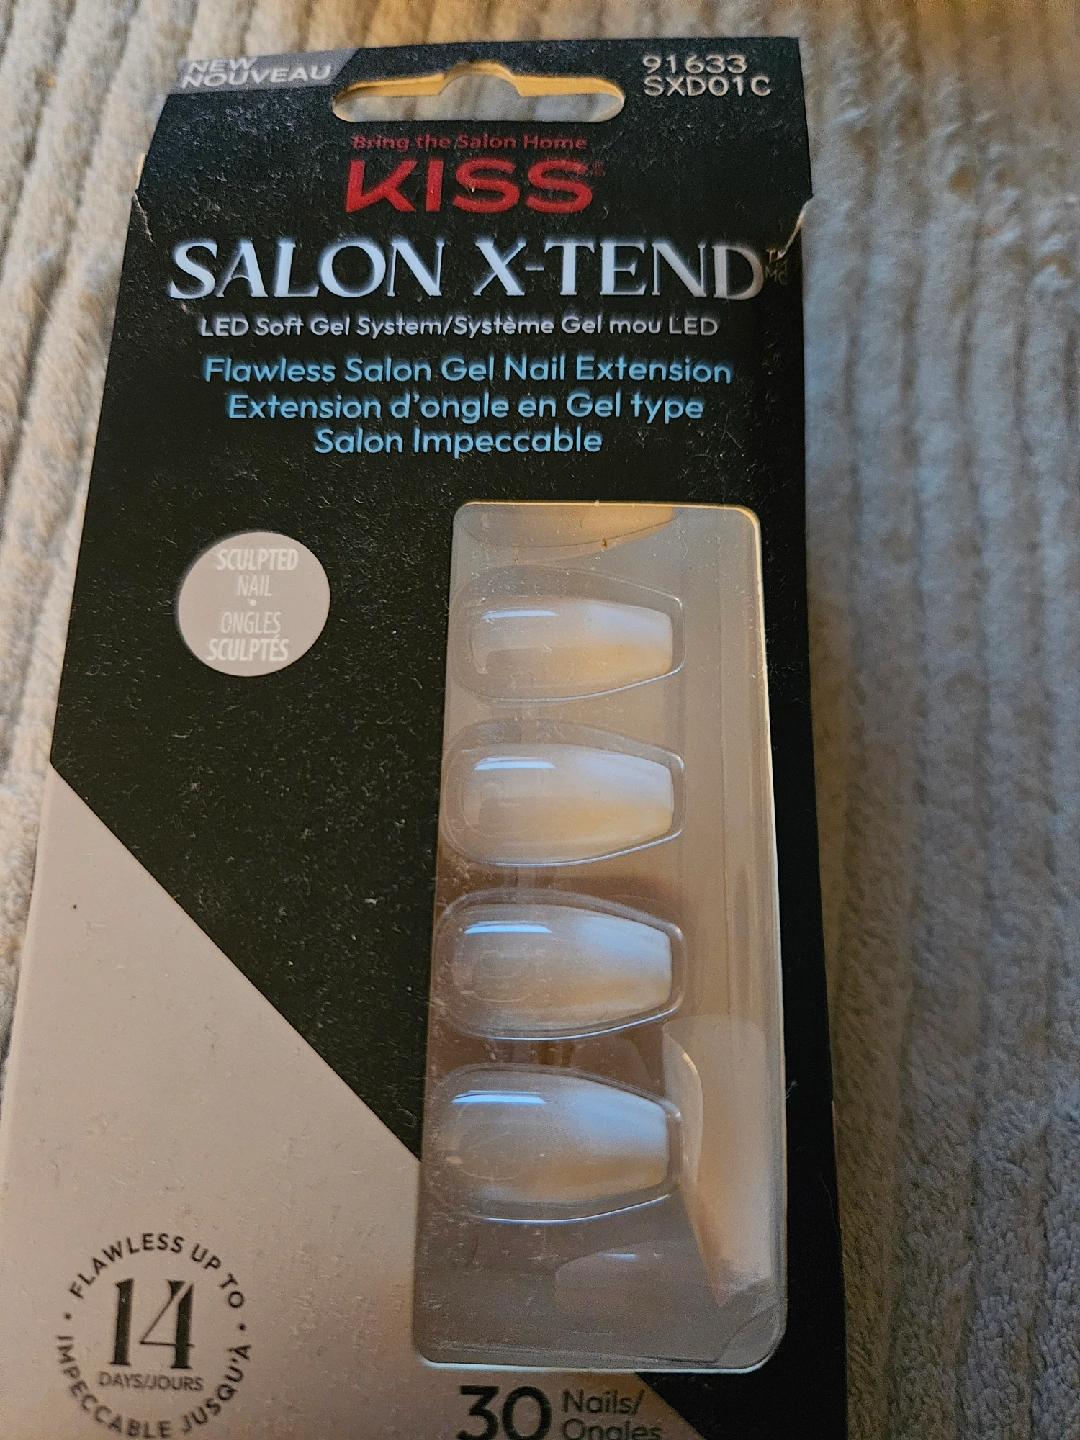 NEW
NOUVEAU
91633
SXD01C
Bring the Salon Home
KISS
SALON X-TEND
LED Soft Gel System/Système Gel mou LED
Flawless Salon Gel Nail Extension
Extension d'ongle en Gel type
Salon Impeccable
SCULPTED
NAIL
•
ONGLES
SCULPTÉS
• FLAWLESS UP TO •
14
DAYS/JOURS
IMPECCABLE JUSQU'À
30 Nails/
Ongles